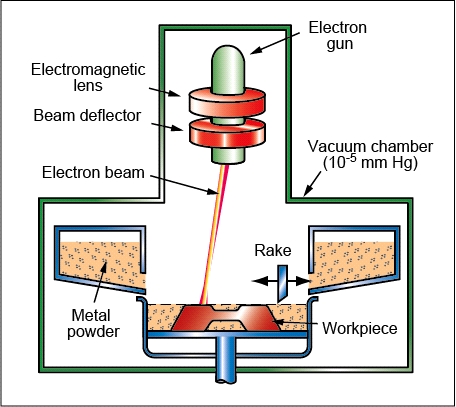 Electron
gun
Electromagnetic
lens
Beam deflector
Vacuum chamber
(10⁻⁵ mm Hg)
Electron beam
Rake
Metal
powder
Workpiece